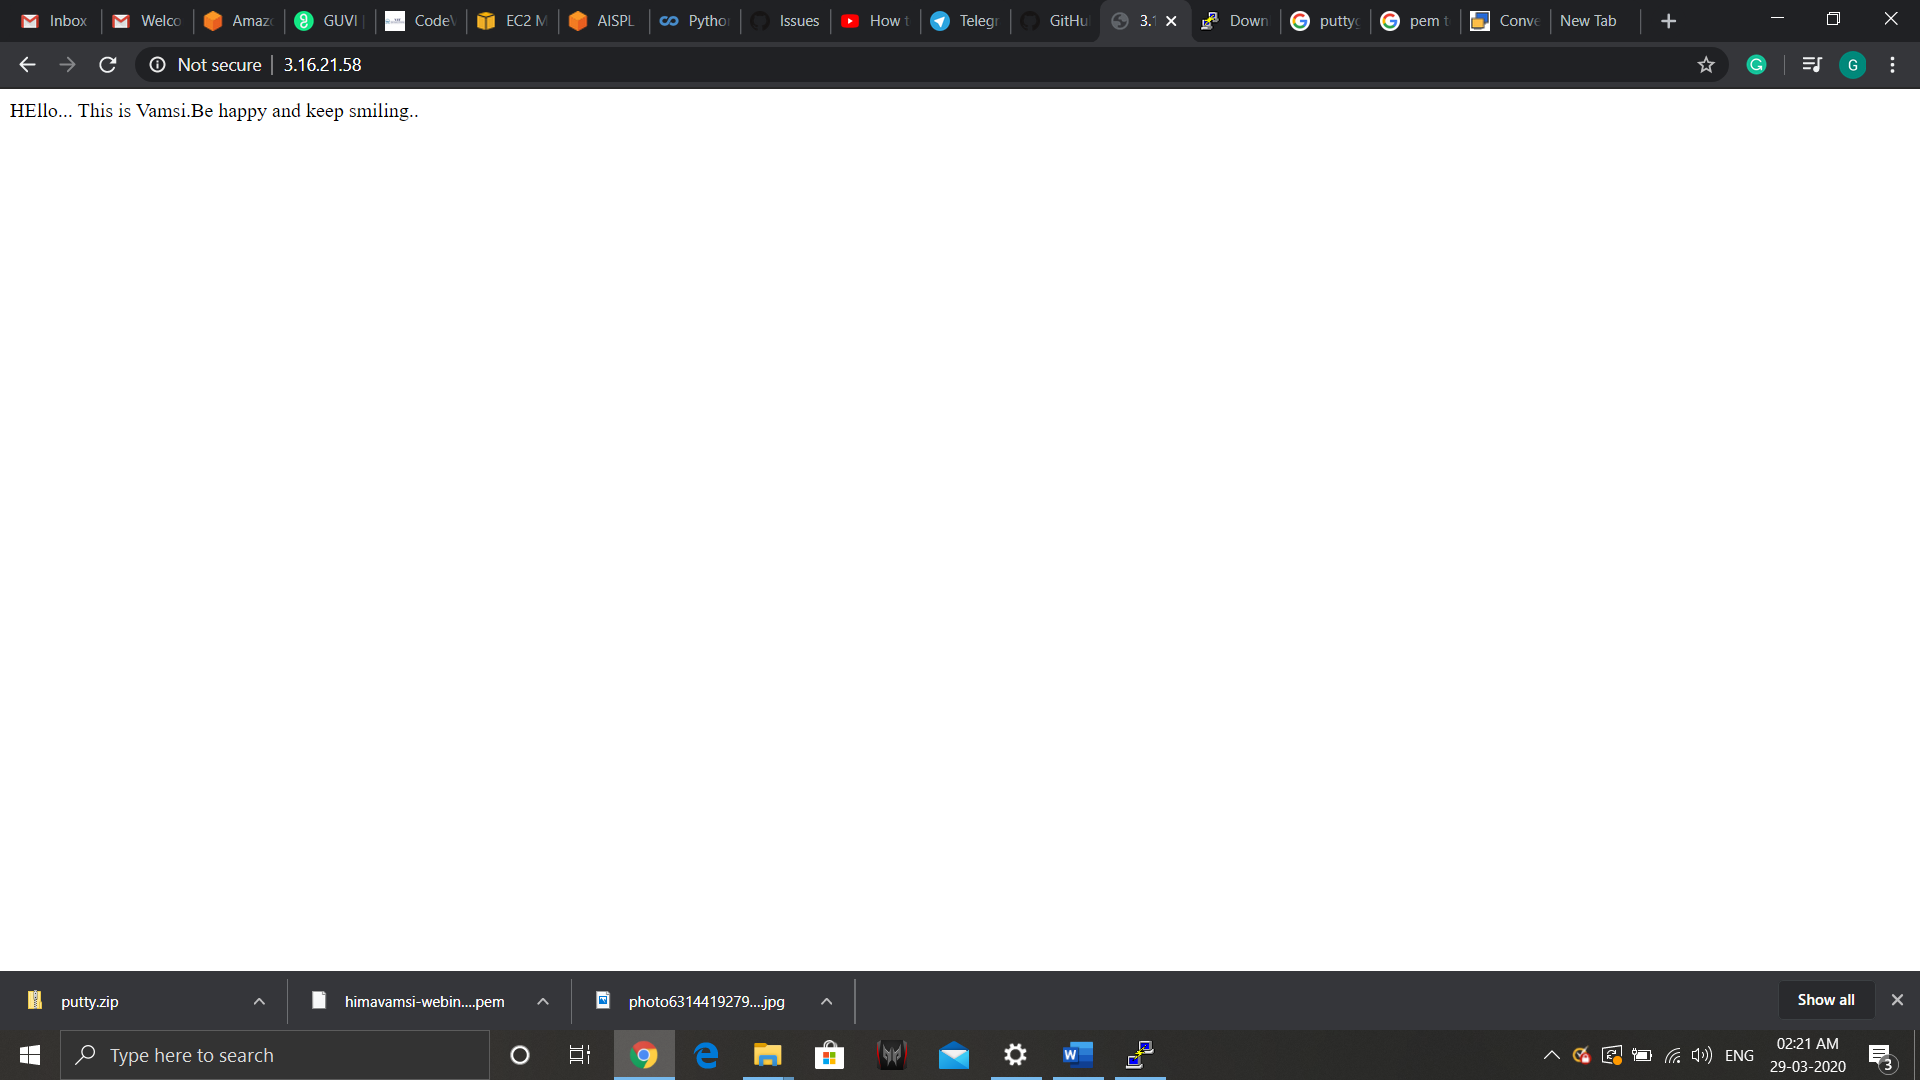 Inbox Welco Amaz GUVI Code EC2 M AISPL Pytho Issues How t Telegr GitHu 3.1 Down putty pem t Conve New Tab
Not secure 3.16.21.58 G
HEllo... This is Vamsi.Be happy and keep smiling..
putty.zip himavamsi-webin....pem photo6314419279....jpg Show all
Type here to search ENG 02:21 AM
29-03-2020 3